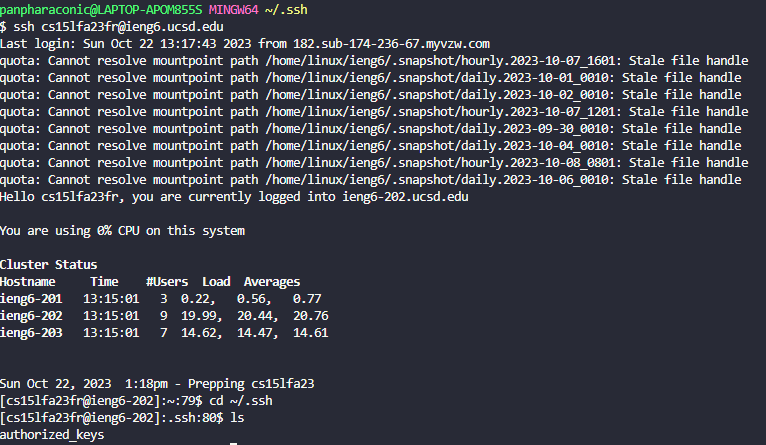 panpharaconic@LAPTOP-APOM855S MINGW64 ~/.ssh
$ ssh cs15lfa23fr@ieng6.ucsd.edu
Last login: Sun Oct 22 13:17:43 2023 from 182.sub-174-236-67.myvzw.com
quota: Cannot resolve mountpoint path /home/linux/ieng6/.snapshot/hourly.2023-10-07_1601: Stale file handle
quota: Cannot resolve mountpoint path /home/linux/ieng6/.snapshot/daily.2023-10-01_0010: Stale file handle
quota: Cannot resolve mountpoint path /home/linux/ieng6/.snapshot/daily.2023-10-02_0010: Stale file handle
quota: Cannot resolve mountpoint path /home/linux/ieng6/.snapshot/hourly.2023-10-07_1201: Stale file handle
quota: Cannot resolve mountpoint path /home/linux/ieng6/.snapshot/daily.2023-09-30_0010: Stale file handle
quota: Cannot resolve mountpoint path /home/linux/ieng6/.snapshot/daily.2023-10-04_0010: Stale file handle
quota: Cannot resolve mountpoint path /home/linux/ieng6/.snapshot/hourly.2023-10-08_0801: Stale file handle
quota: Cannot resolve mountpoint path /home/linux/ieng6/.snapshot/daily.2023-10-06_0010: Stale file handle
Hello cs15lfa23fr, you are currently logged into ieng6-202.ucsd.edu
You are using 0% CPU on this system
Cluster Status
Hostname Time #Users Load Averages
ieng6-201 13:15:01 3 0.22, 0.56, 0.77
ieng6-202 13:15:01 9 19.99, 20.44, 20.76
ieng6-203 13:15:01 7 14.62, 14.47, 14.61
Sun Oct 22, 2023 1:18pm - Prepping cs15lfa23
[cs15lfa23fr@ieng6-202]:~:79$ cd ~/.ssh
[cs15lfa23fr@ieng6-202]:.ssh:80$ ls
authorized_keys